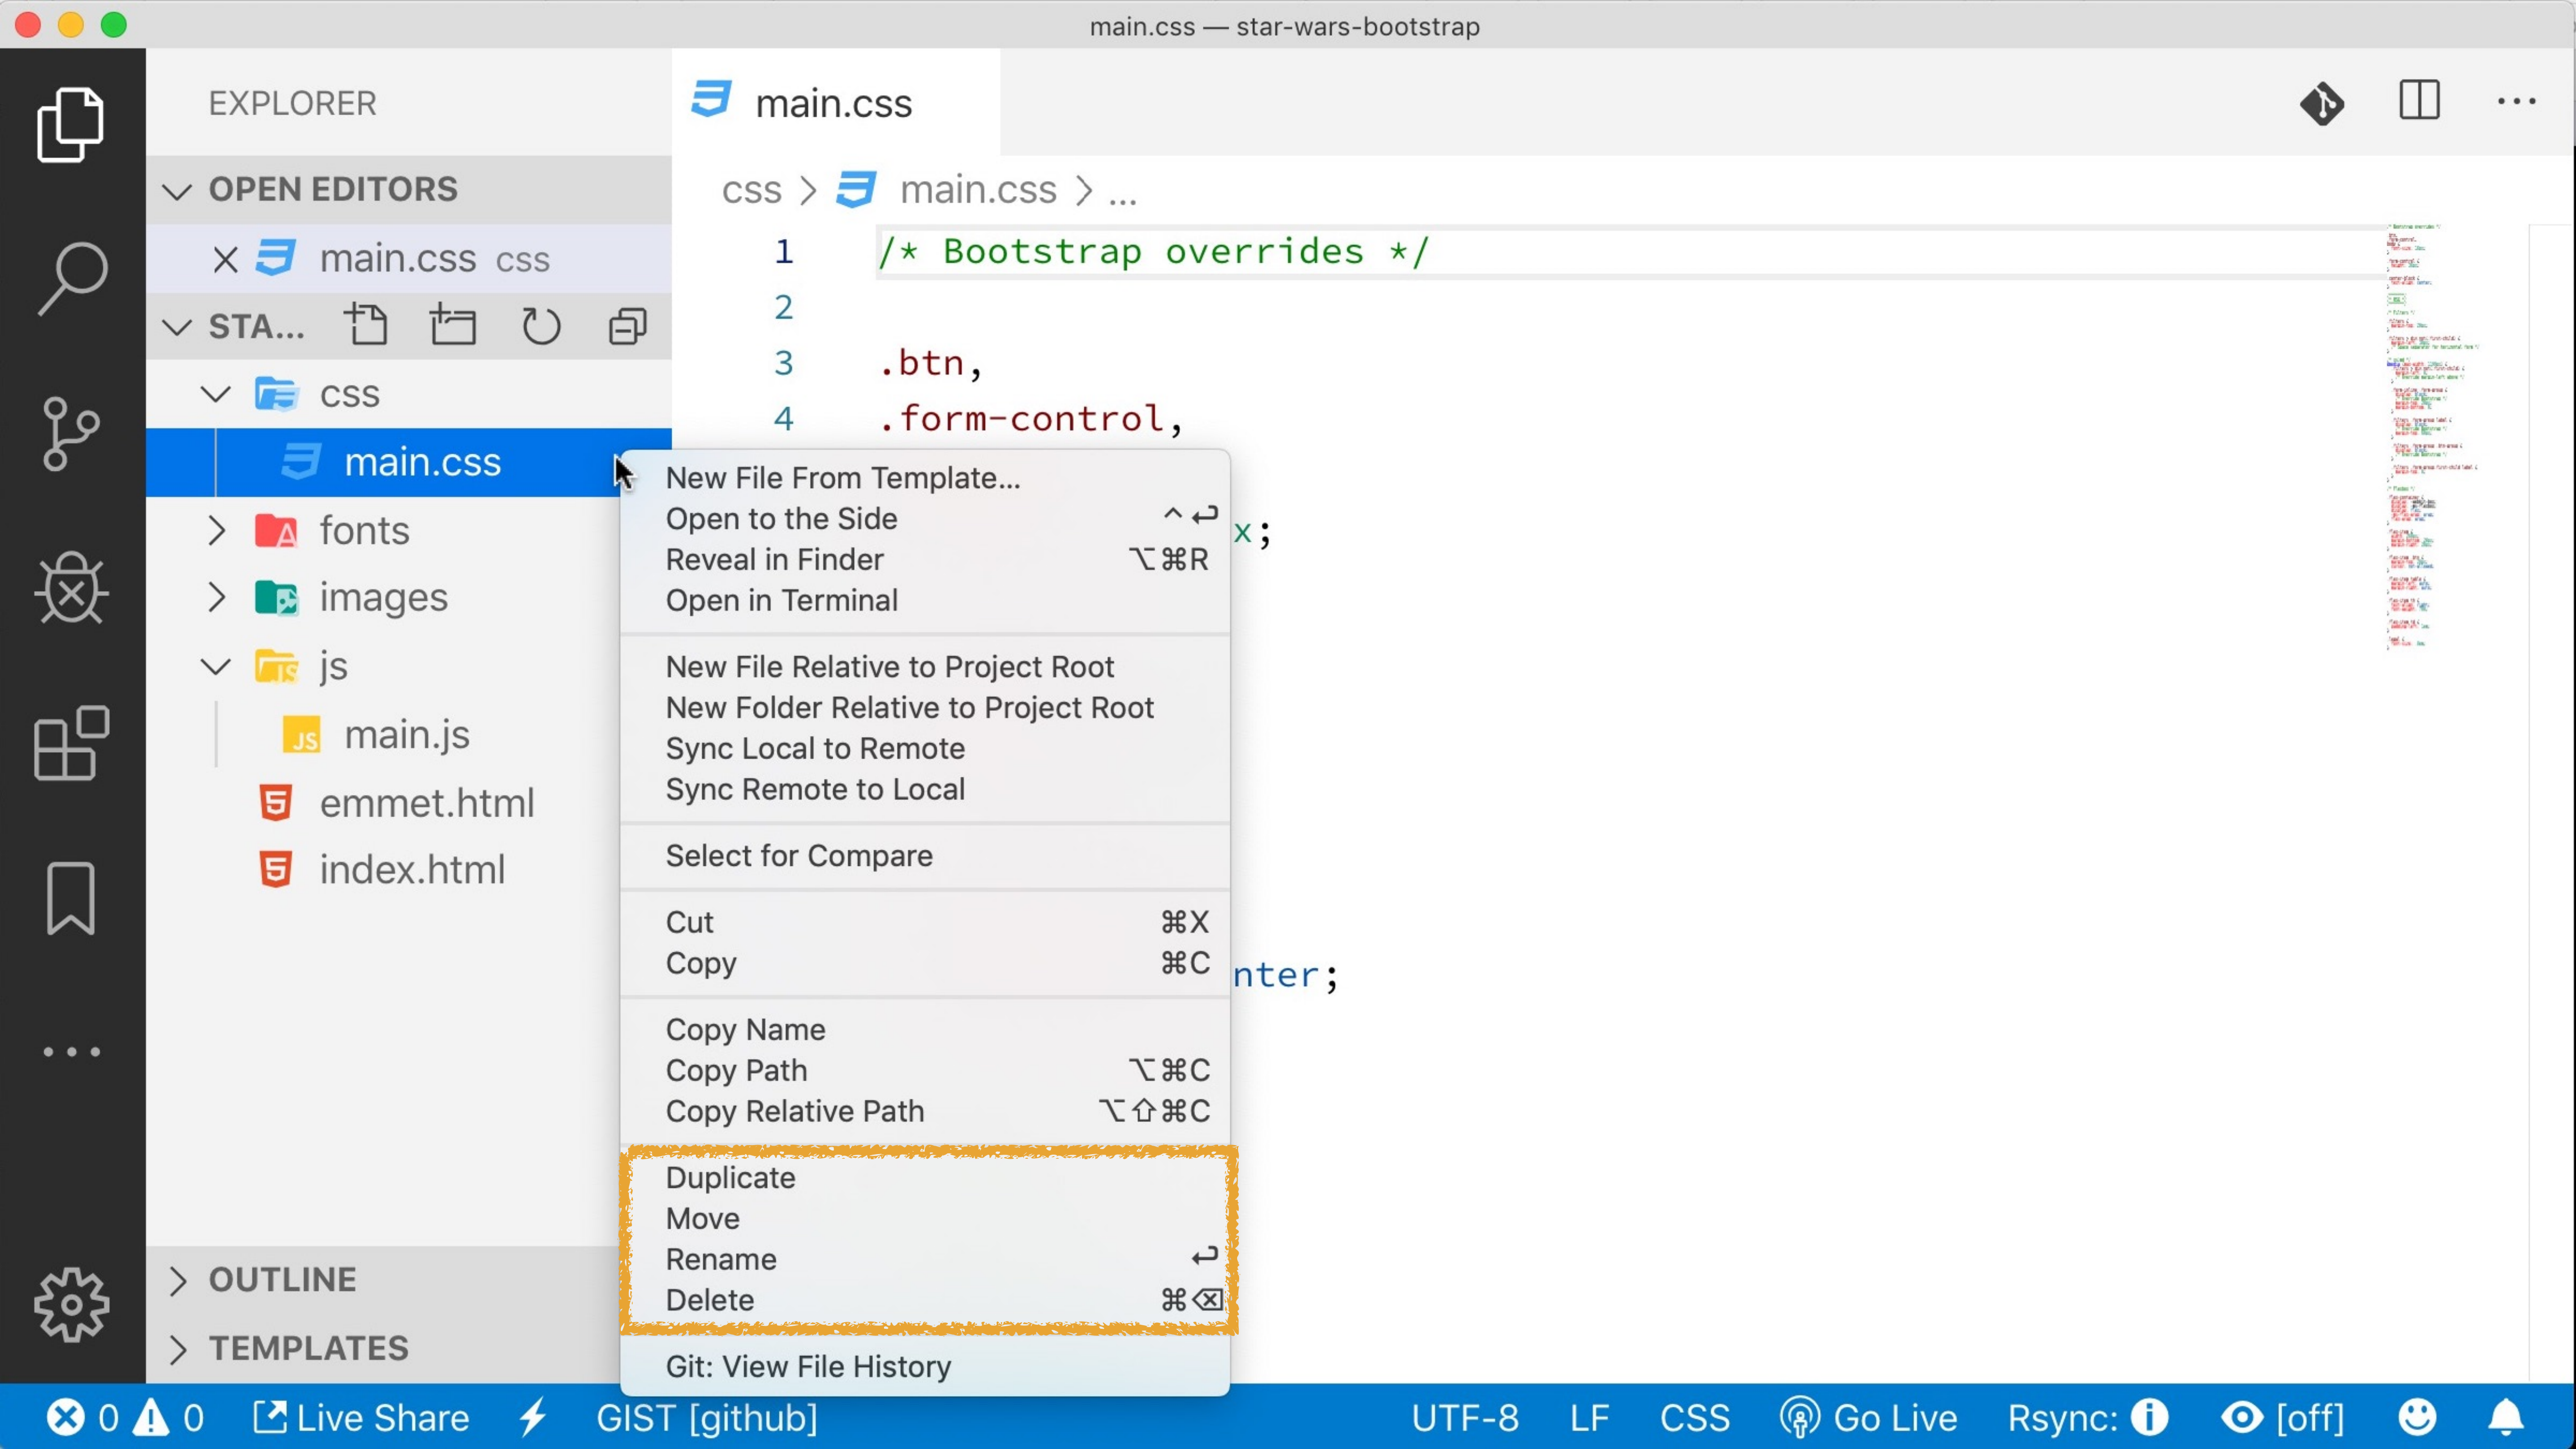 main.css — star-wars-bootstrap
EXPLORER
OPEN EDITORS
main.css css
STA...
css
main.css
fonts
images
js
JS main.js
emmet.html
index.html
OUTLINE
TEMPLATES
main.css
css > main.css > ...
1 /* Bootstrap overrides */
2
3 .btn,
4 .form-control,
x;
nter;
New File From Template...
Open to the Side ^↩
Reveal in Finder ⌥⌘R
Open in Terminal
New File Relative to Project Root
New Folder Relative to Project Root
Sync Local to Remote
Sync Remote to Local
Select for Compare
Cut ⌘X
Copy ⌘C
Copy Name
Copy Path ⌥⌘C
Copy Relative Path ⌥⇧⌘C
Duplicate
Move
Rename ↩
Delete ⌘⌫
Git: View File History
0 0 Live Share GIST [github] UTF-8 LF CSS Go Live Rsync: [off]